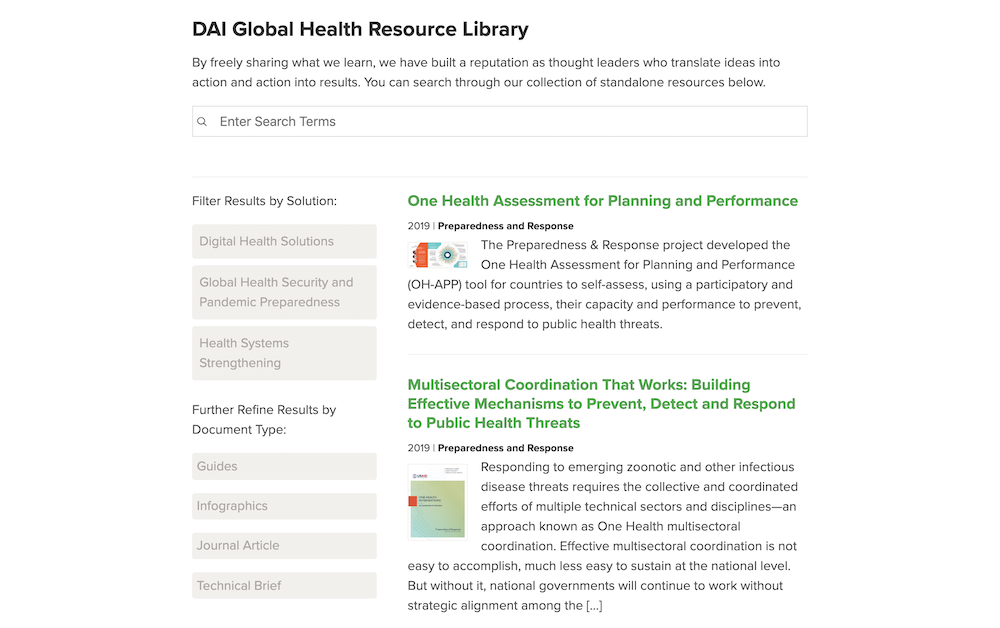 DAI Global Health Resource Library
By freely sharing what we learn, we have built a reputation as thought leaders who translate ideas into
action and action into results. You can search through our collection of standalone resources below.
Enter Search Terms
Filter Results by Solution:
Digital Health Solutions
Global Health Security and
Pandemic Preparedness
Health Systems
Strengthening
Further Refine Results by
Document Type:
Guides
Infographics
Journal Article
Technical Brief
One Health Assessment for Planning and Performance
2019 | Preparedness and Response
The Preparedness & Response project developed the
One Health Assessment for Planning and Performance
(OH-APP) tool for countries to self-assess, using a participatory and
evidence-based process, their capacity and performance to prevent,
detect, and respond to public health threats.
Multisectoral Coordination That Works: Building
Effective Mechanisms to Prevent, Detect and Respond
to Public Health Threats
2019 | Preparedness and Response
Responding to emerging zoonotic and other infectious
disease threats requires the collective and coordinated
efforts of multiple technical sectors and disciplines—an
approach known as One Health multisectoral
coordination. Effective multisectoral coordination is not
easy to accomplish, much less easy to sustain at the national level.
But without it, national governments will continue to work without
strategic alignment among the [...]